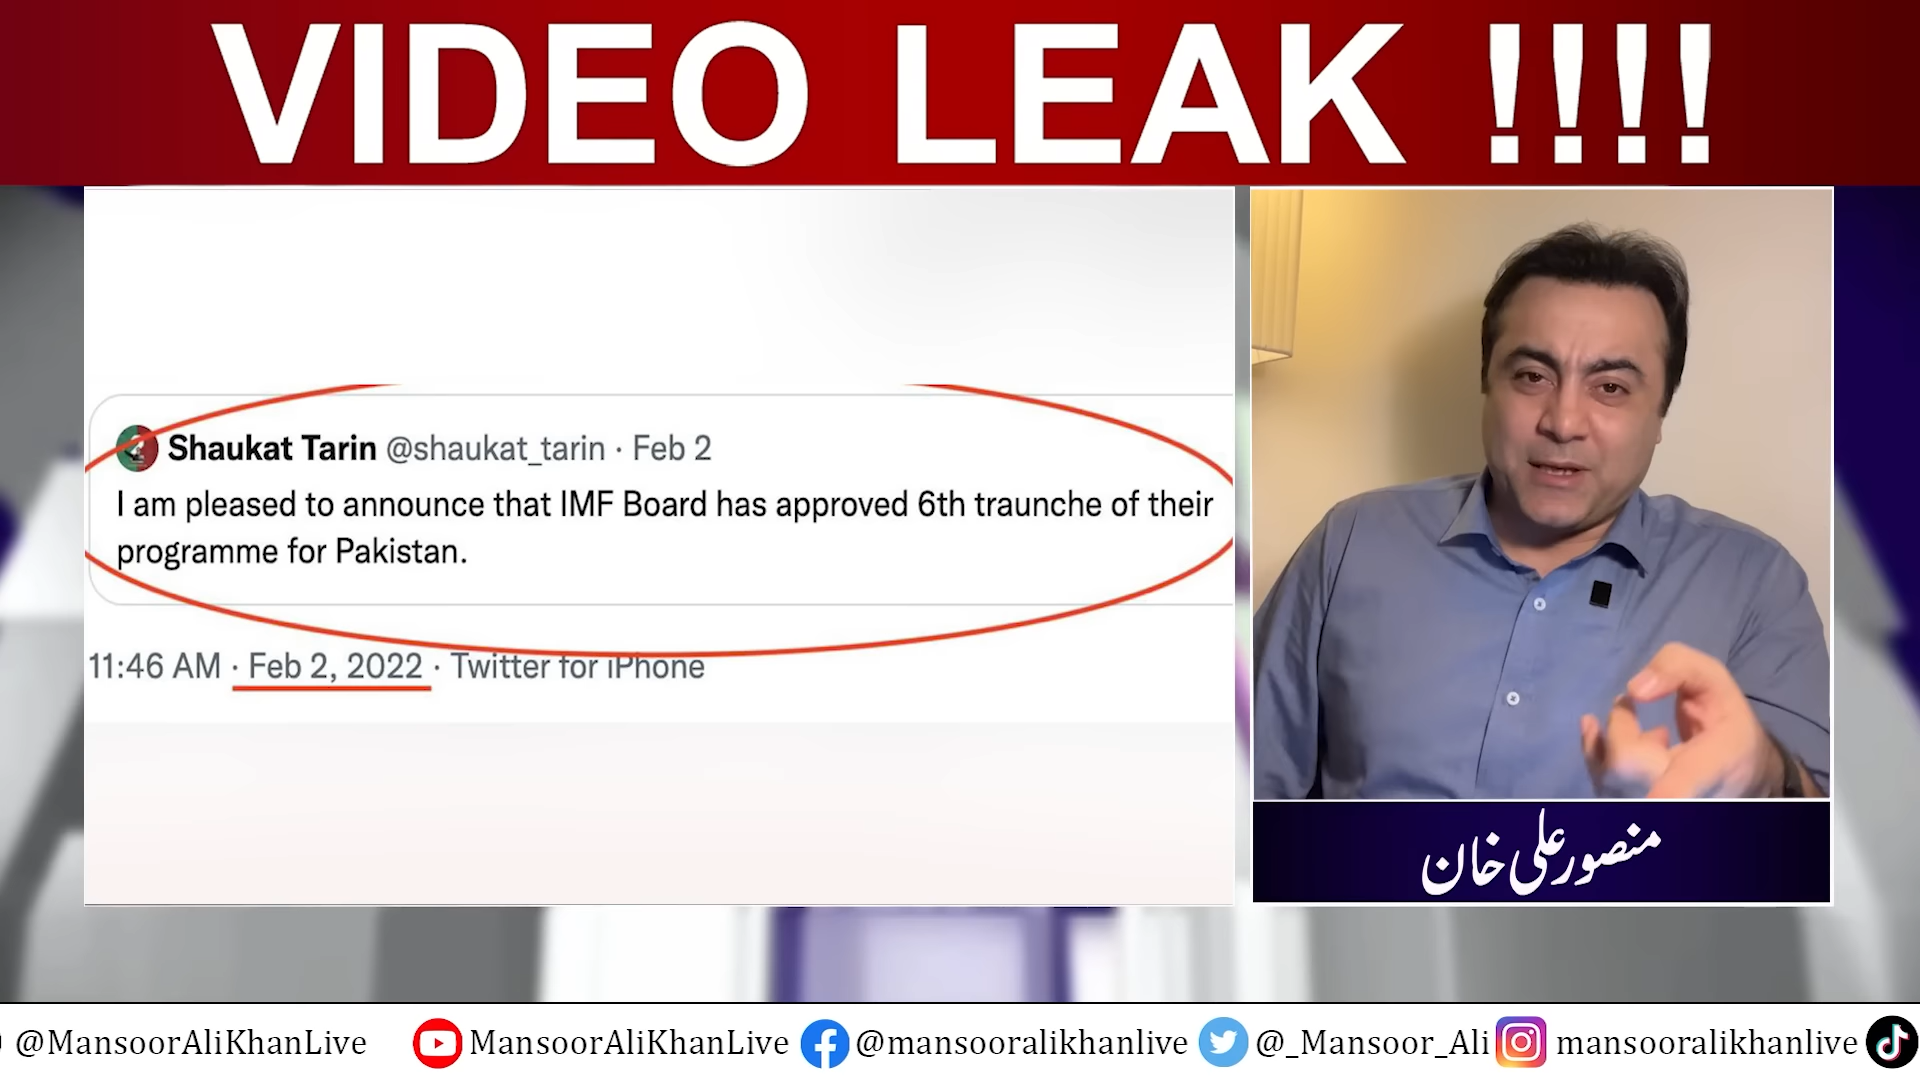 VIDEO LEAK !!!!
Shaukat Tarin @shaukat_tarin · Feb 2
I am pleased to announce that IMF Board has approved 6th traunche of their
programme for Pakistan.
11:46 AM · Feb 2, 2022 · Twitter for iPhone
منصور علی خان
@MansoorAliKhanLive MansoorAliKhanLive @mansooralikhanlive @_Mansoor_Ali mansooralikhanlive